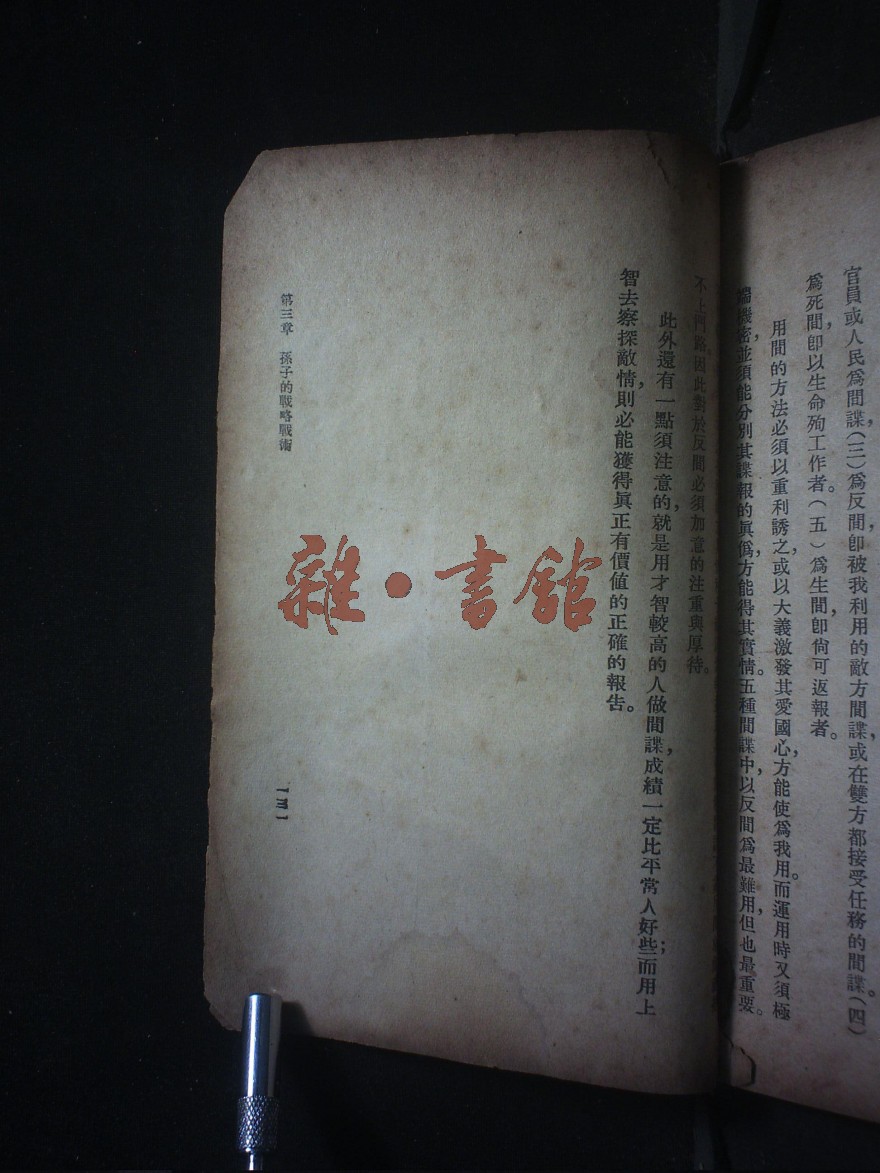 官員或人民爲間諜，(三)爲反間，卽被我利用的敵方間諜，或在雙方都接受任務的間諜。(四)
爲死間，卽以生命殉工作者。(五)爲生間，卽尙可返報者。
用間的方法，必須以重利誘之，或以大義激發其愛國心，方能使爲我用。而運用時又須極
端機密，並須能分別其諜報的眞僞，方能得其實情。五種間諜中，以反間爲最難用，但也最重要。
不上門路，因此對於反間必須加意的注重與厚待。
此外還有一點須注意的，就是用才智較高的人做間諜，成績一定比平常人好些；而用上
智去察探敵情，則必能獲得眞正有價值的正確的報告。
第三章 孫子的戰略戰術
雜·書館